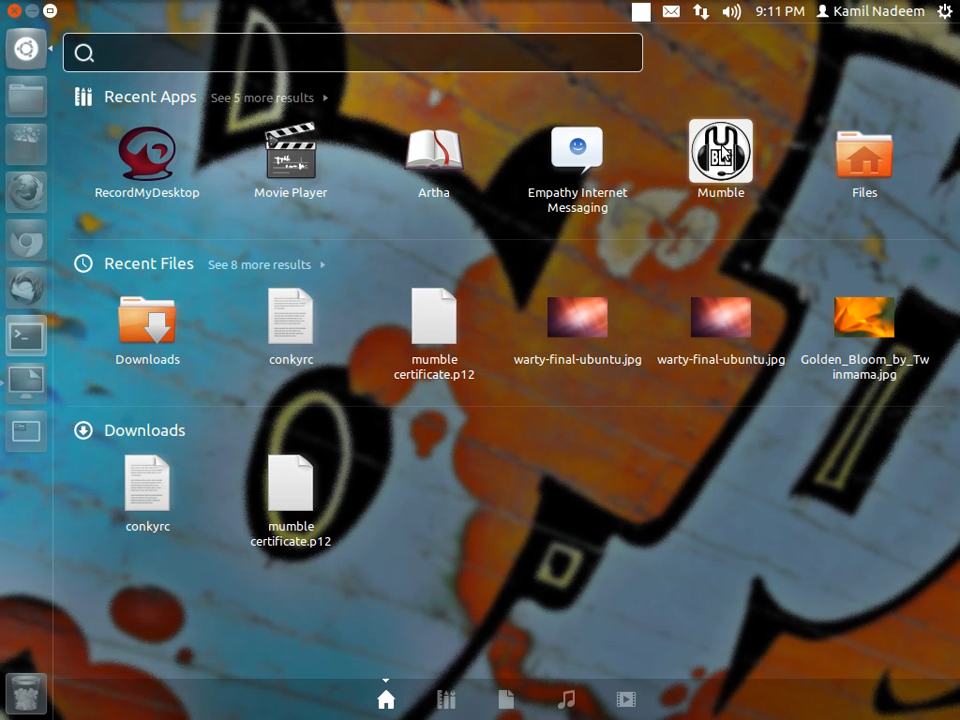 9:11 PM Kamil Nadeem
Recent Apps See 5 more results
RecordMyDesktop Movie Player Artha Empathy Internet Mumble Files
Messaging
Recent Files See 8 more results
Downloads conkyrc mumble warty-final-ubuntu.jpg warty-final-ubuntu.jpg Golden_Bloom_by_Tw
certificate.p12 inmama.jpg
Downloads
conkyrc mumble
certificate.p12